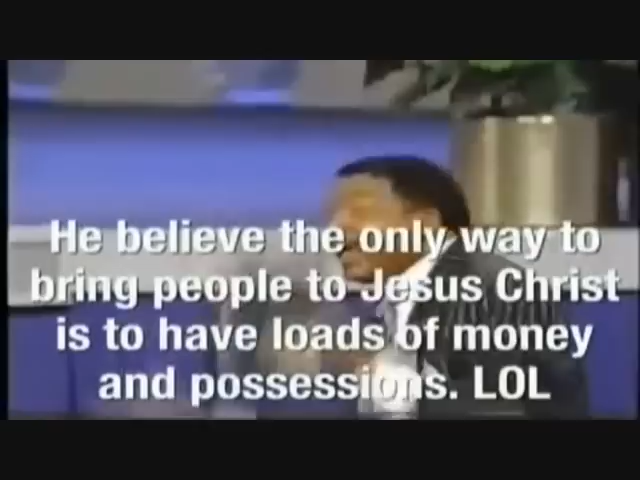 He believe the only way to
bring people to Jesus Christ
is to have loads of money
and possessions. LOL